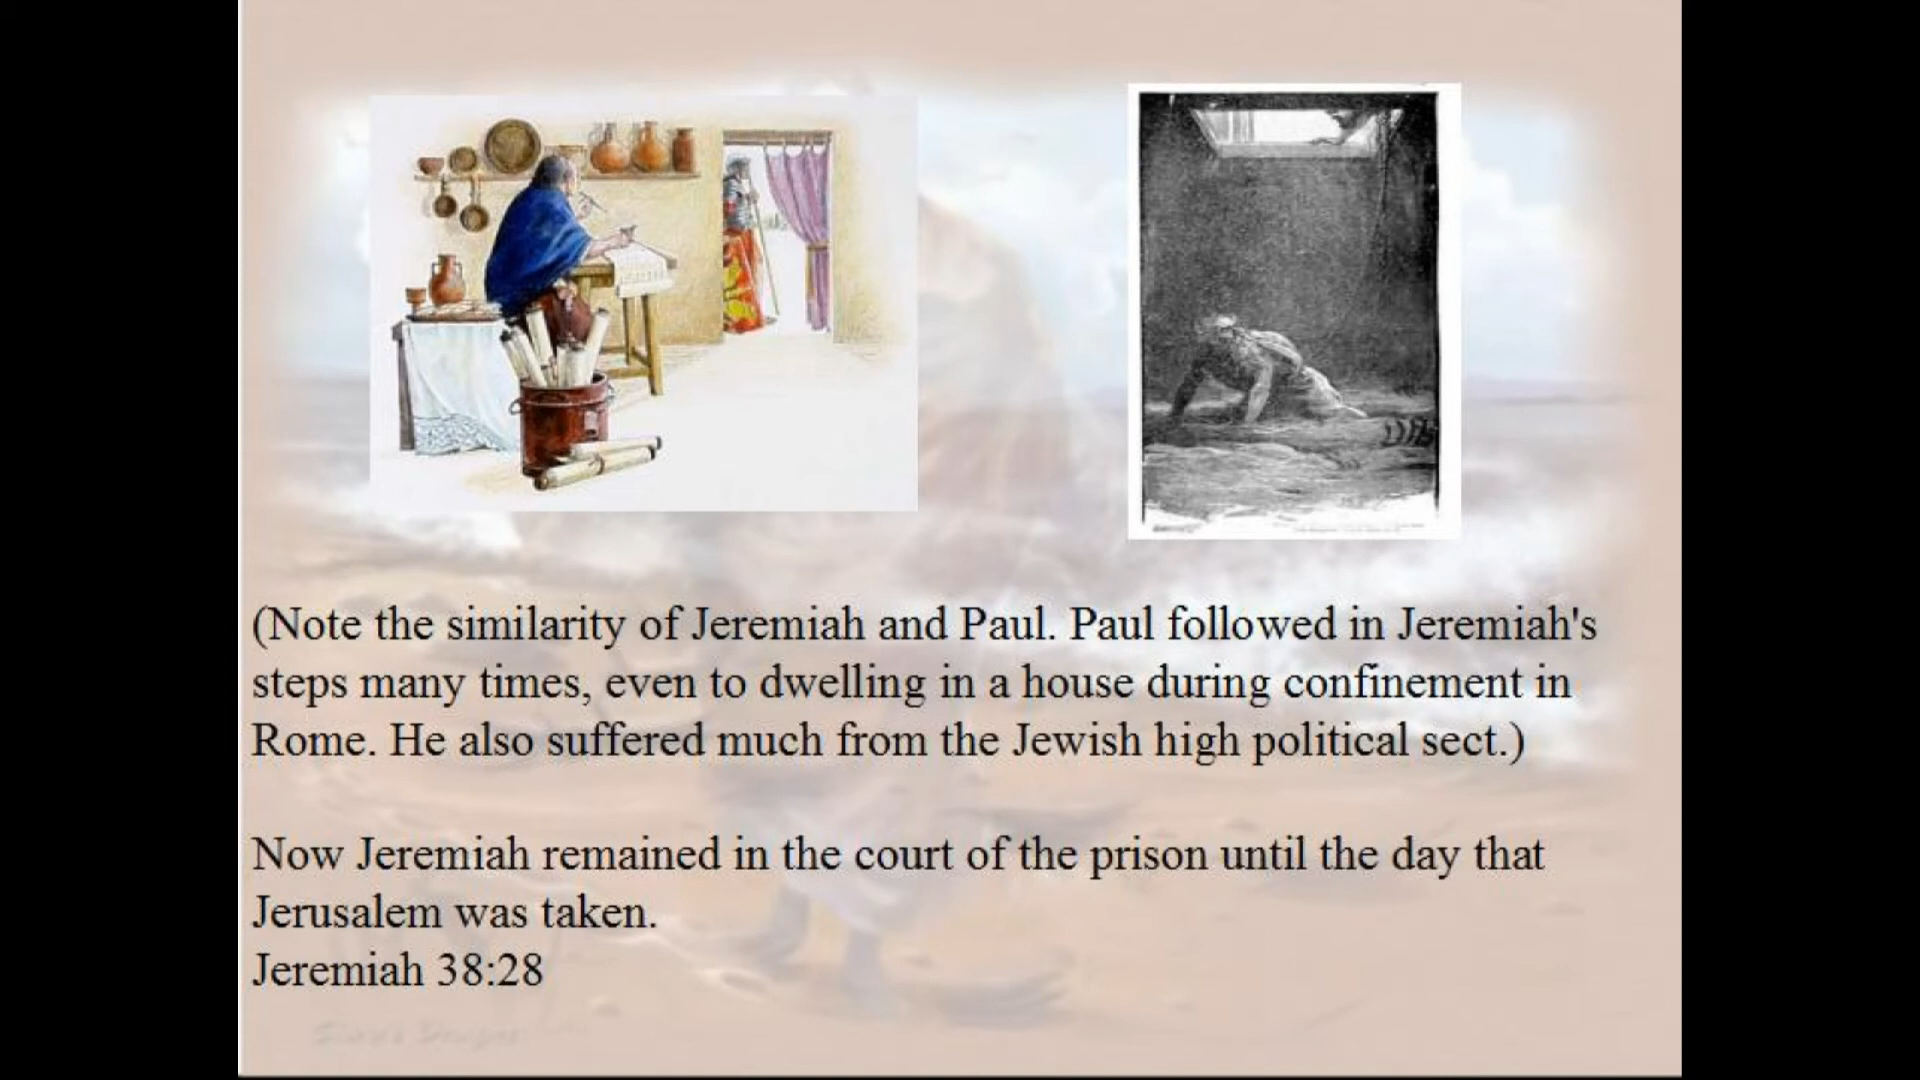 (Note the similarity of Jeremiah and Paul. Paul followed in Jeremiah's
steps many times, even to dwelling in a house during confinement in
Rome. He also suffered much from the Jewish high political sect.)
Now Jeremiah remained in the court of the prison until the day that
Jerusalem was taken.
Jeremiah 38:28